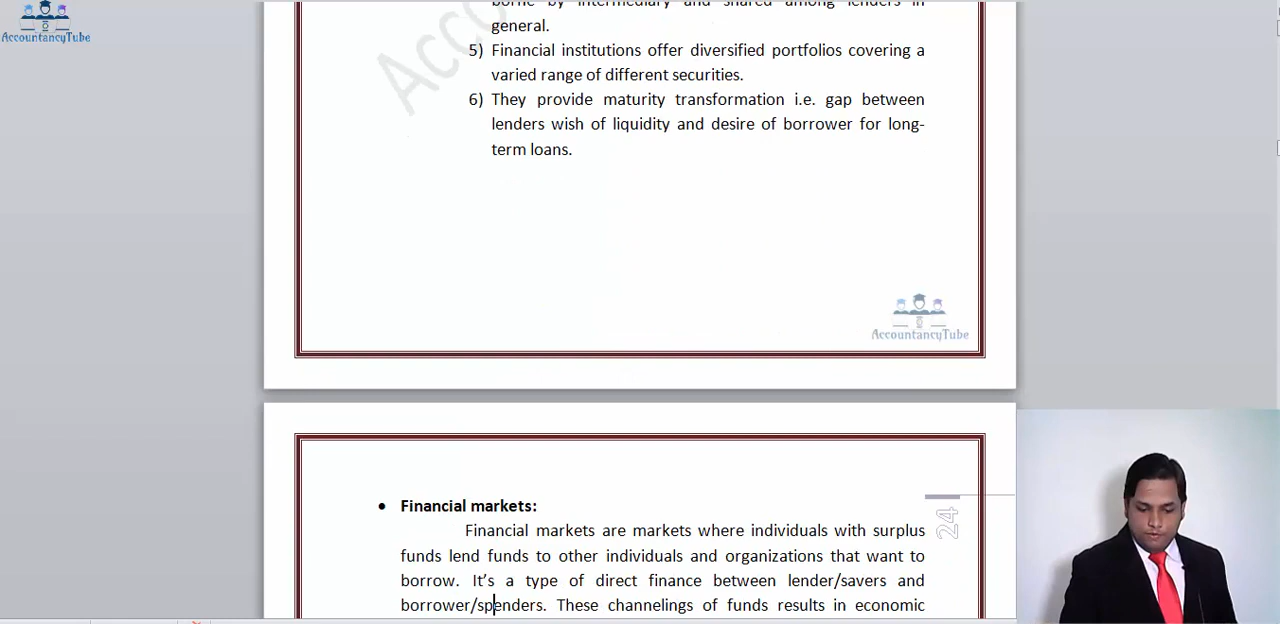 AccountancyTube
borne by intermediary and shared among lenders in
general.
5) Financial institutions offer diversified portfolios covering a
varied range of different securities.
6) They provide maturity transformation i.e. gap between
lenders wish of liquidity and desire of borrower for long-
term loans.
Acco
AccountancyTube
24
• Financial markets:
Financial markets are markets where individuals with surplus
funds lend funds to other individuals and organizations that want to
borrow. It’s a type of direct finance between lender/savers and
borrower/spenders. These channelings of funds results in economic